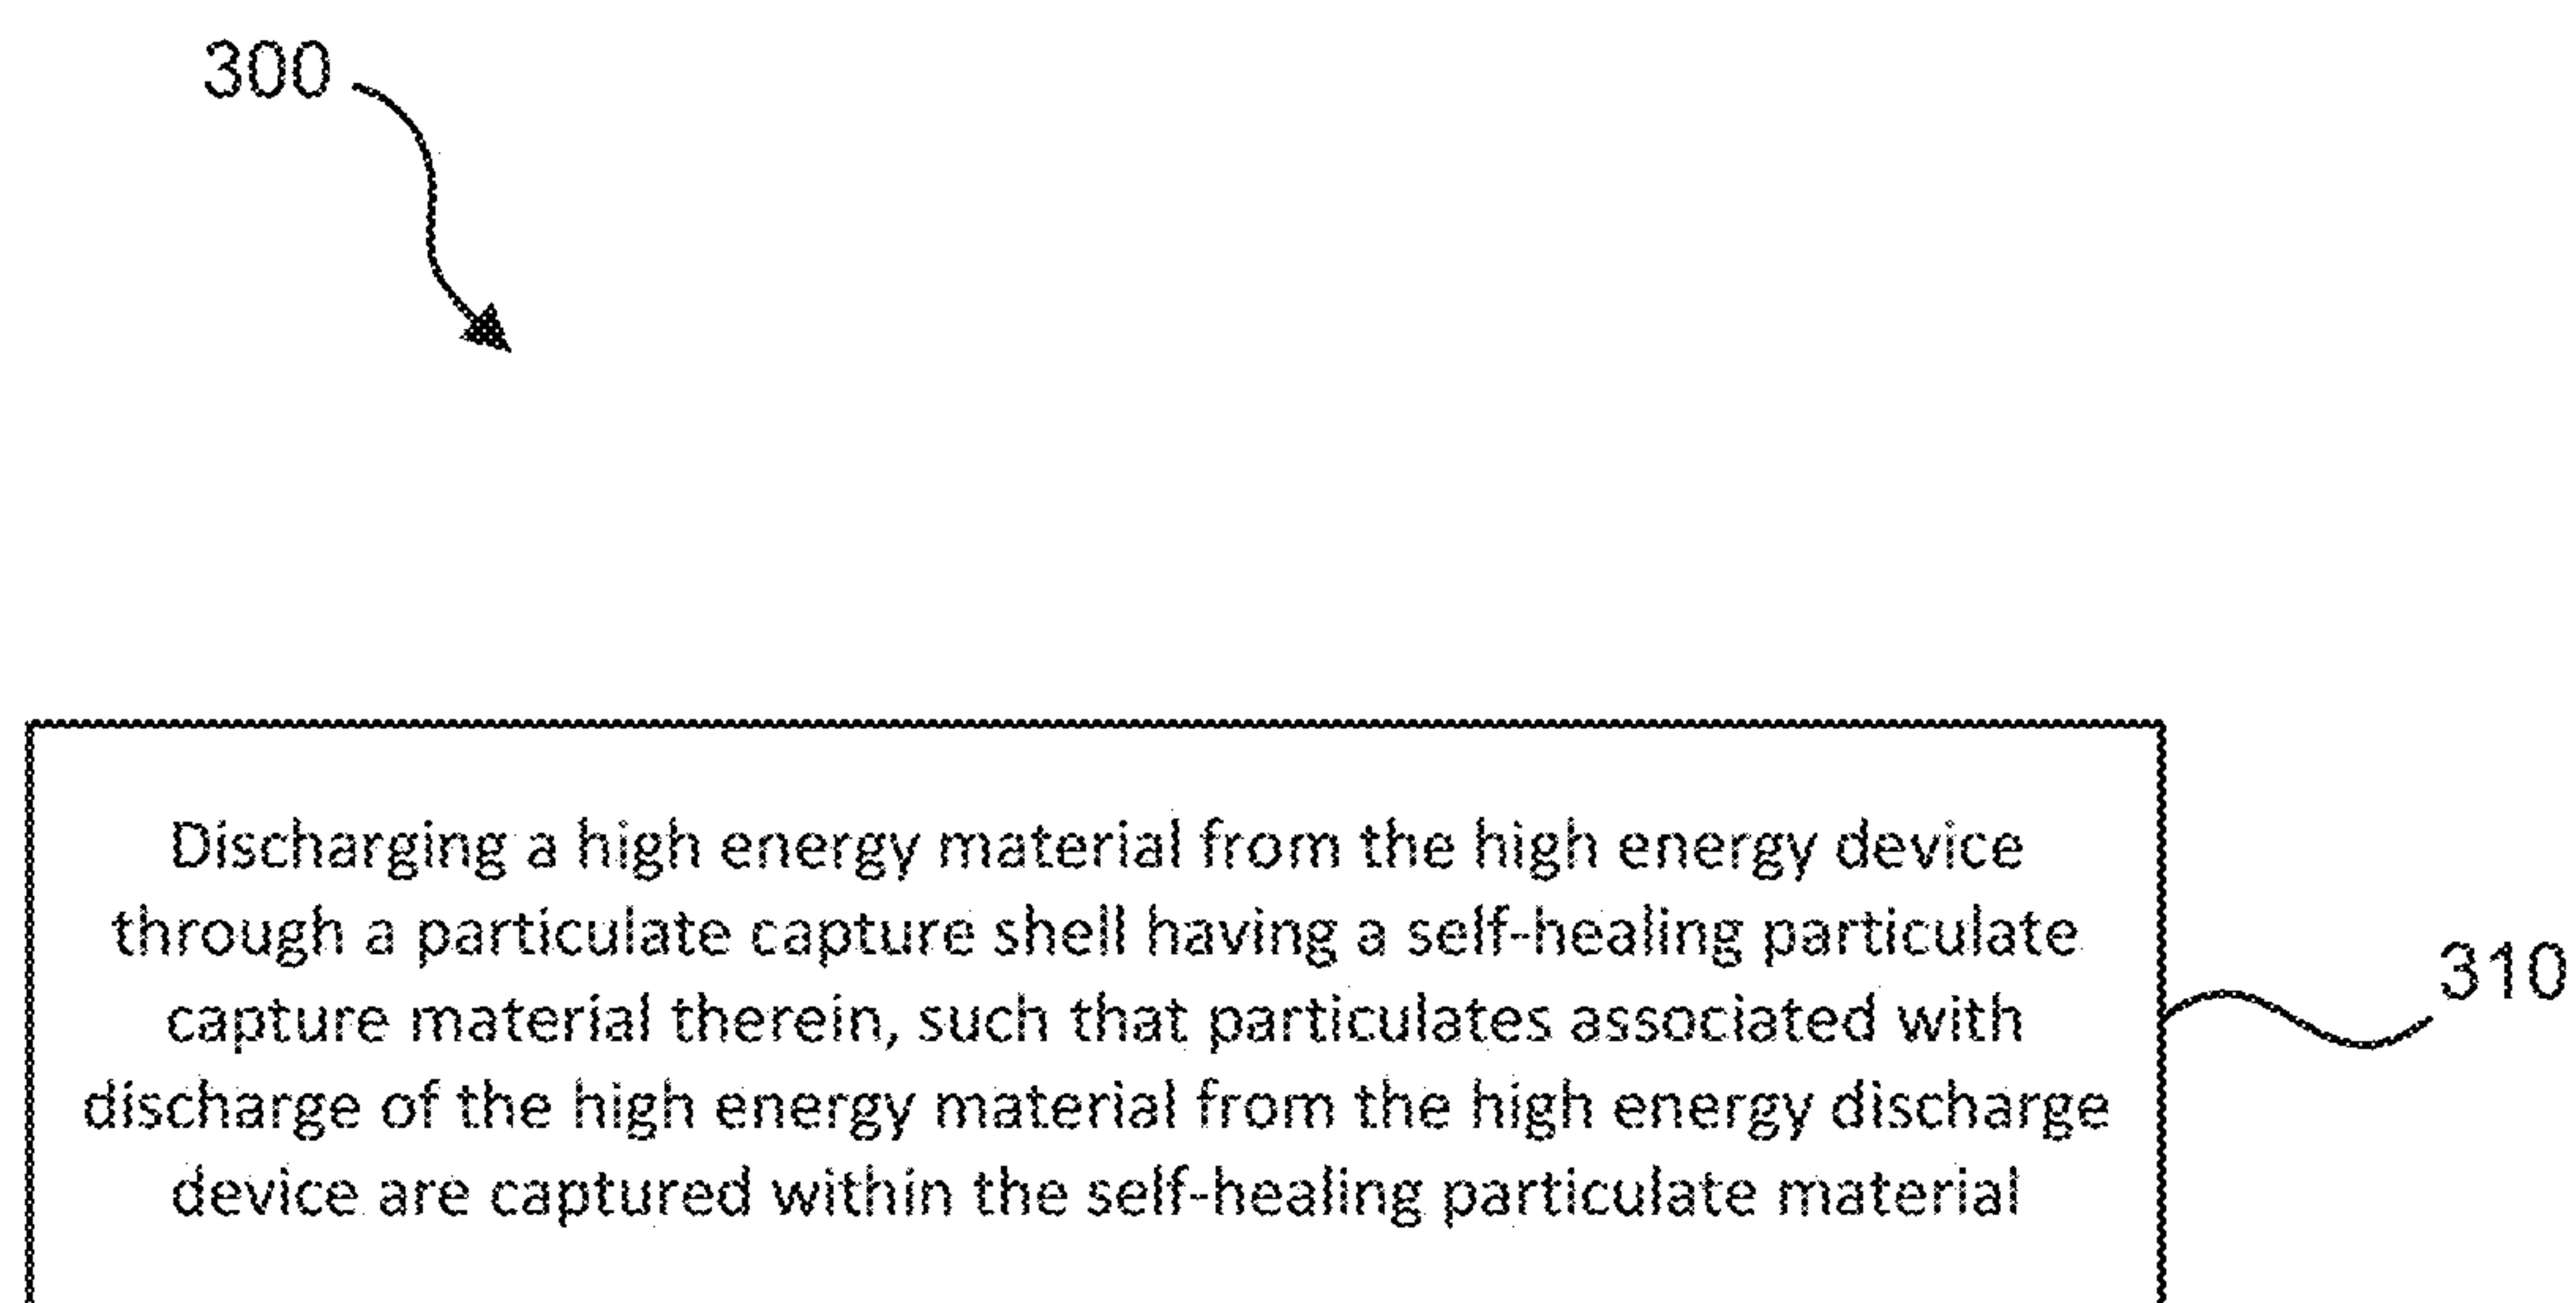 300
Discharging a high energy material from the high energy device
through a particulate capture shell having a self-healing particulate
capture material therein, such that particulates associated with
discharge of the high energy material from the high energy discharge
device are captured within the self-healing particulate material
310